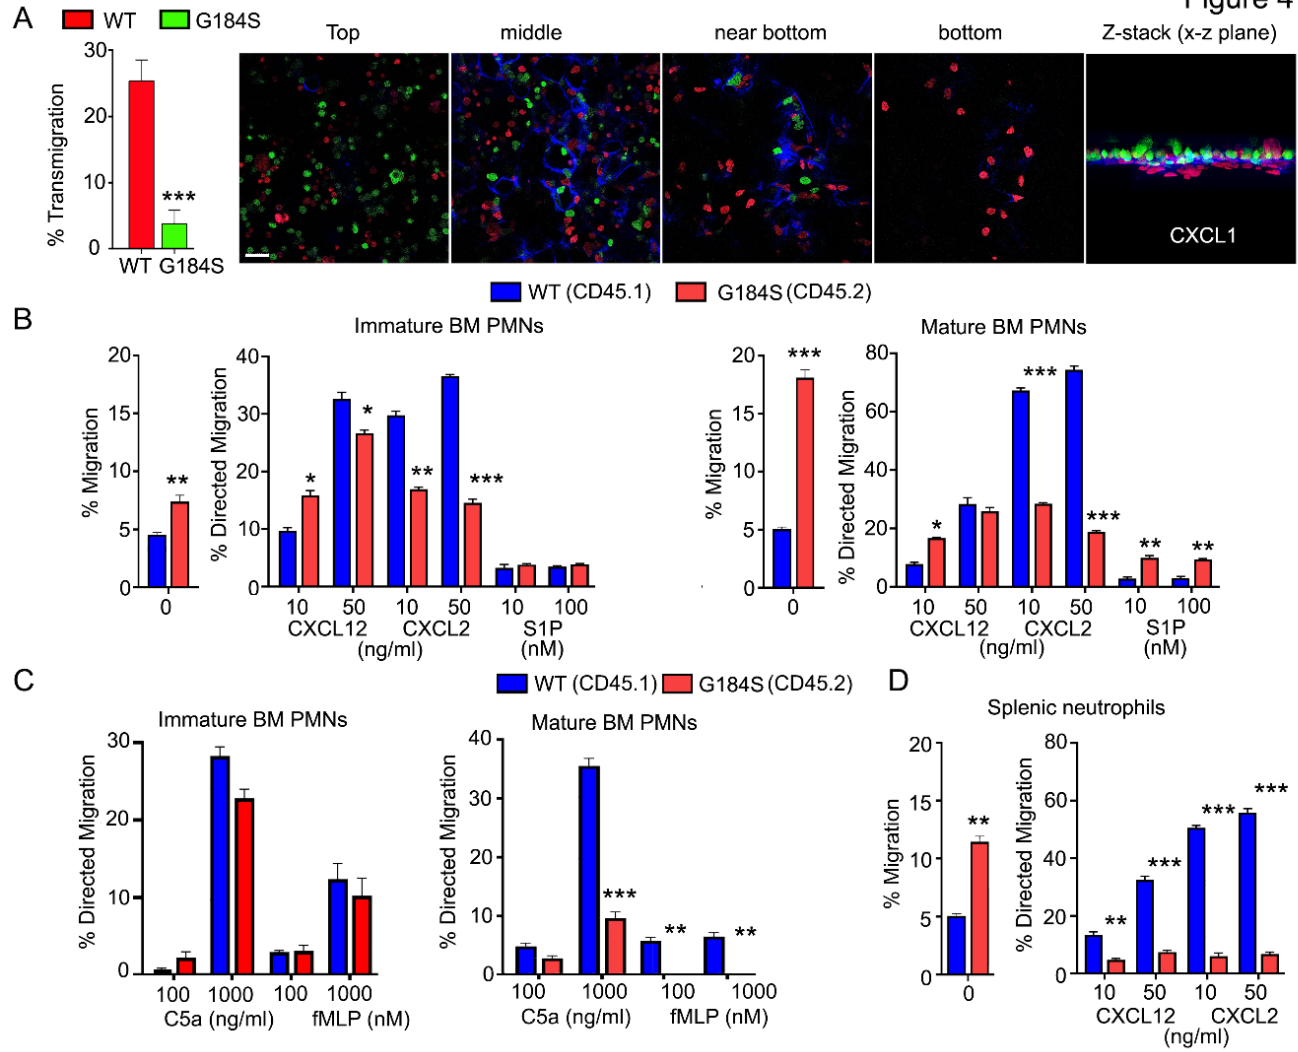 Figure 4
A
WT G184S
Top middle near bottom bottom Z-stack (x-z plane)
% Transmigration
30
20
10
0
***
WT G184S
CXCL1
WT (CD45.1) G184S (CD45.2)
B
Immature BM PMNs
% Migration
20
15
10
5
0
**
0
% Directed Migration
40
30
20
10
0
* * ** ***
10 50 10 50 10 100
CXCL12 CXCL2 S1P
(ng/ml) (nM)
Mature BM PMNs
% Migration
20
15
10
5
0
***
0
% Directed Migration
80
60
40
20
0
* *** *** ** **
10 50 10 50 10 100
CXCL12 CXCL2 S1P
(ng/ml) (nM)
C
WT (CD45.1) G184S (CD45.2)
Immature BM PMNs
% Directed Migration
30
20
10
0
100 1000 100 1000
C5a (ng/ml) fMLP (nM)
Mature BM PMNs
% Directed Migration
40
30
20
10
0
*** ** **
100 1000 100 1000
C5a (ng/ml) fMLP (nM)
D
Splenic neutrophils
% Migration
20
15
10
5
0
**
0
% Directed Migration
80
60
40
20
0
** *** *** ***
10 50 10 50
CXCL12 CXCL2
(ng/ml)